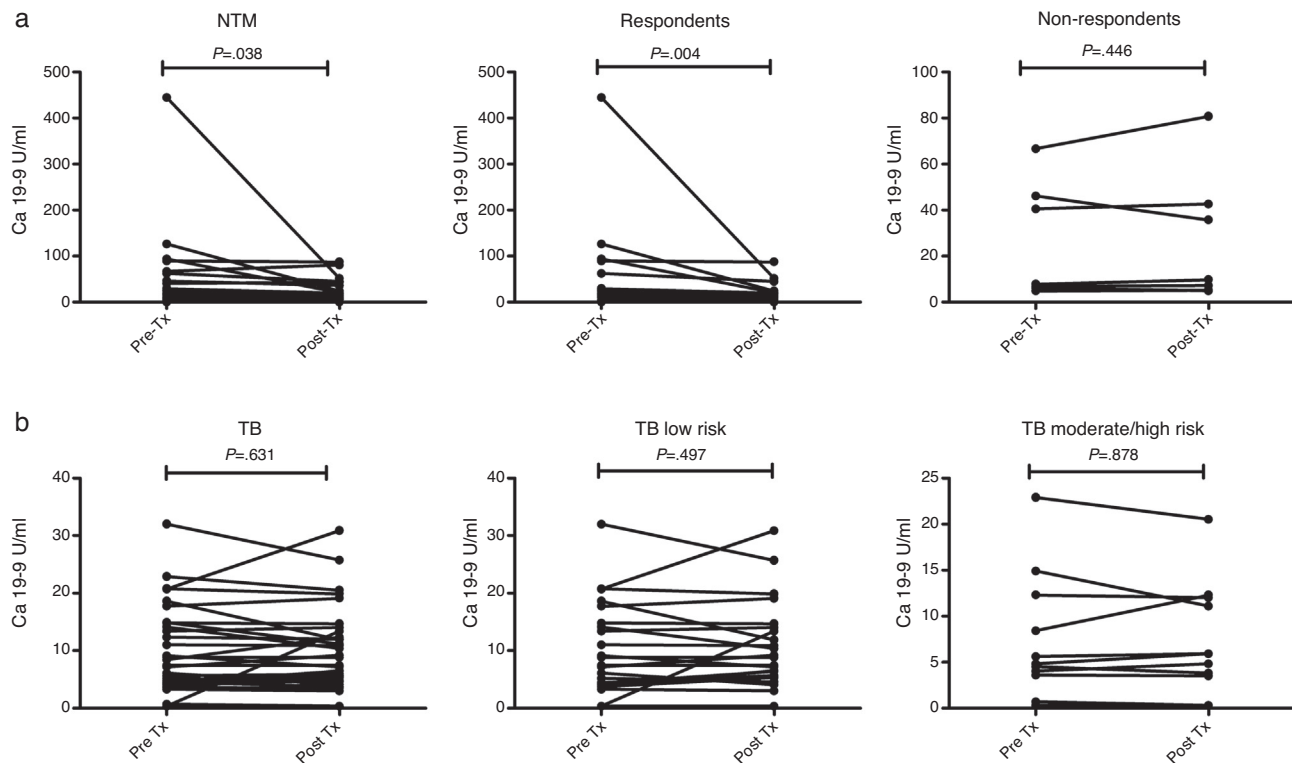 a
NTM
P=.038
Ca 19-9 U/ml
500
400
300
200
100
0
Pre-Tx
Post-Tx
Respondents
P=.004
Ca 19-9 U/ml
500
400
300
200
100
0
Pre-Tx
Post-Tx
Non-respondents
P=.446
Ca 19-9 U/ml
100
80
60
40
20
0
Pre-Tx
Post-Tx
b
TB
P=.631
Ca 19-9 U/ml
40
30
20
10
0
Pre Tx
Post Tx
TB low risk
P=.497
Ca 19-9 U/ml
40
30
20
10
0
Pre Tx
Post Tx
TB moderate/high risk
P=.878
Ca 19-9 U/ml
25
20
15
10
5
0
Pre Tx
Post Tx